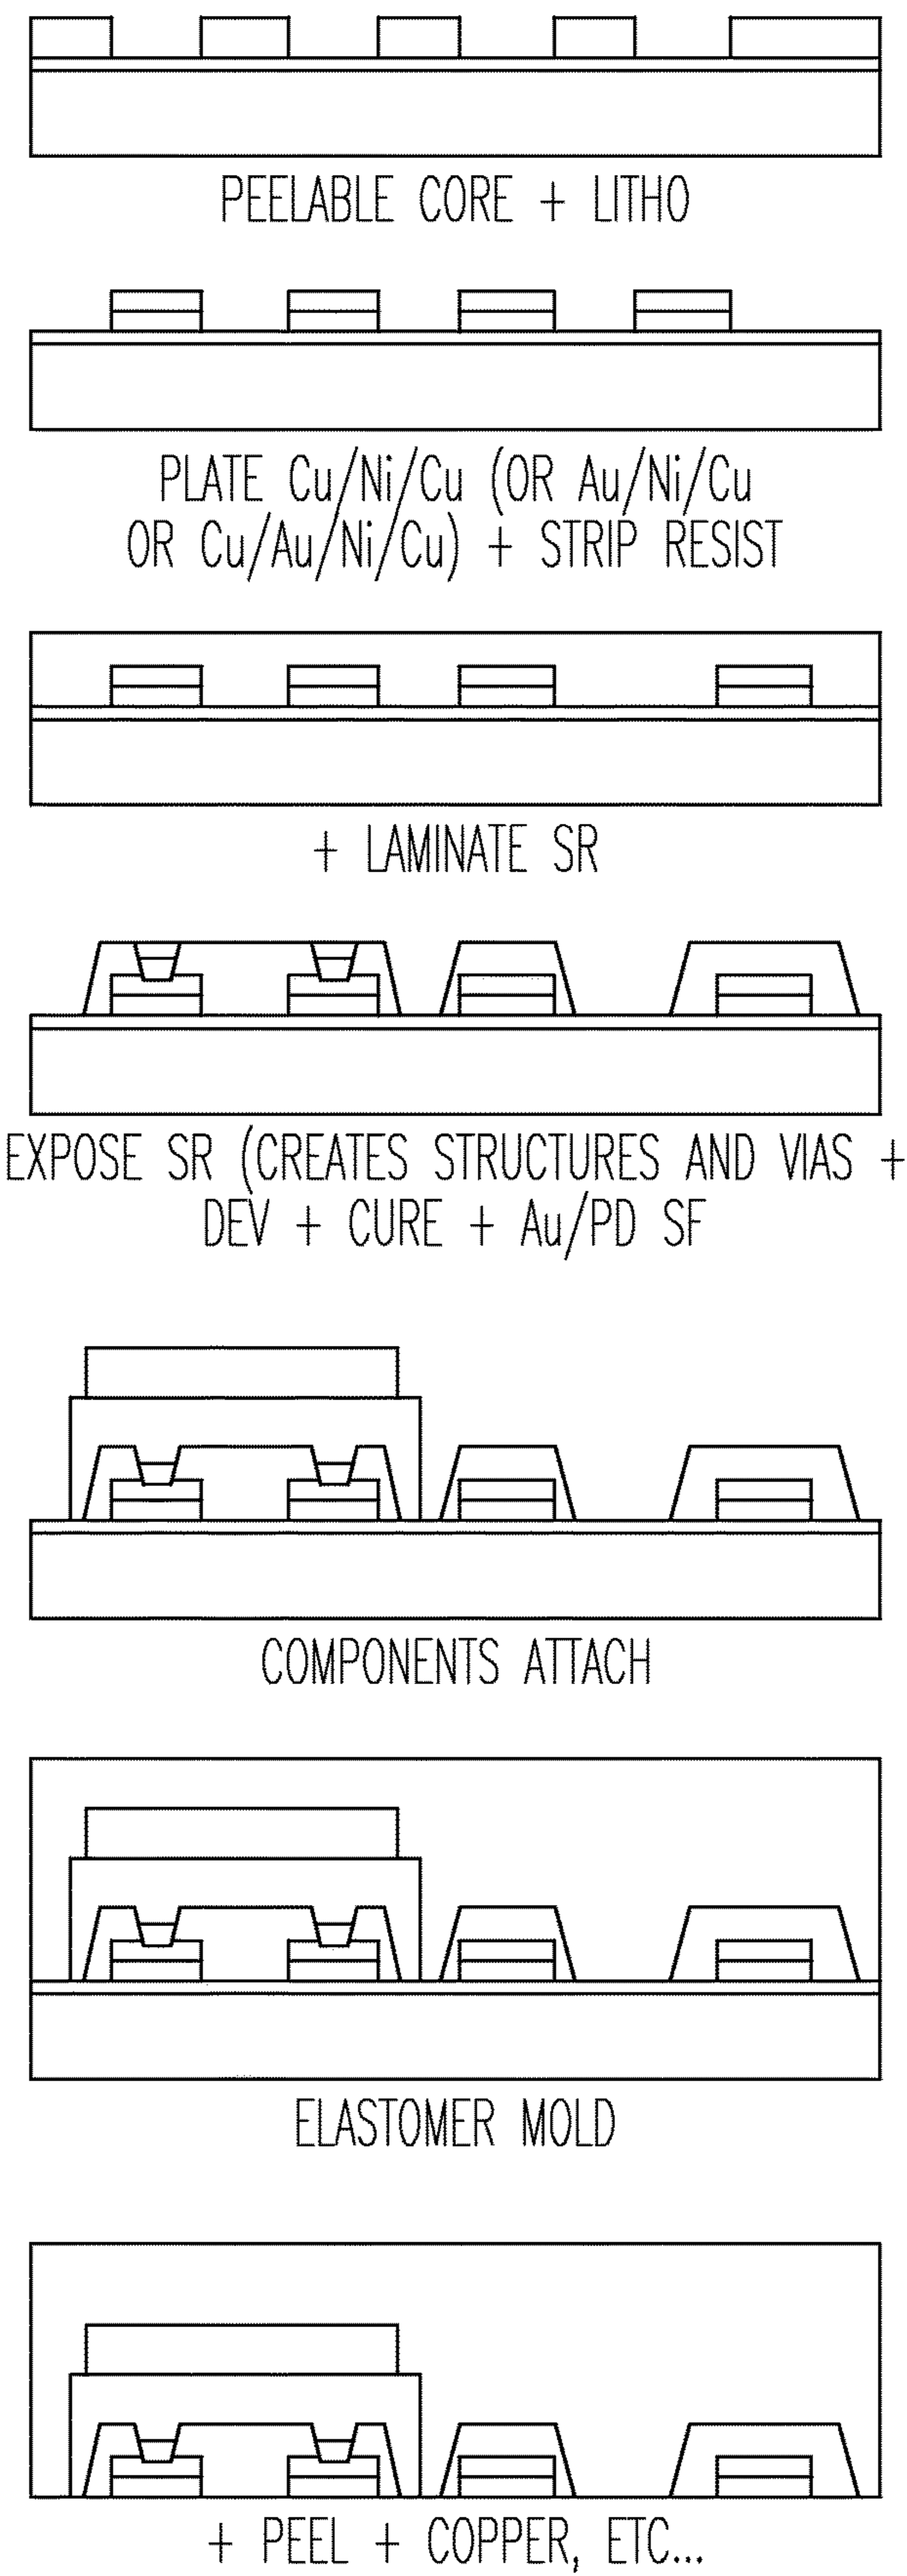 PEELABLE CORE + LITHO
PLATE Cu/Ni/Cu (OR Au/Ni/Cu
OR Cu/Au/Ni/Cu) + STRIP RESIST
+ LAMINATE SR
EXPOSE SR (CREATES STRUCTURES AND VIAS +
DEV + CURE + Au/PD SF
COMPONENTS ATTACH
ELASTOMER MOLD
+ PEEL + COPPER, ETC...